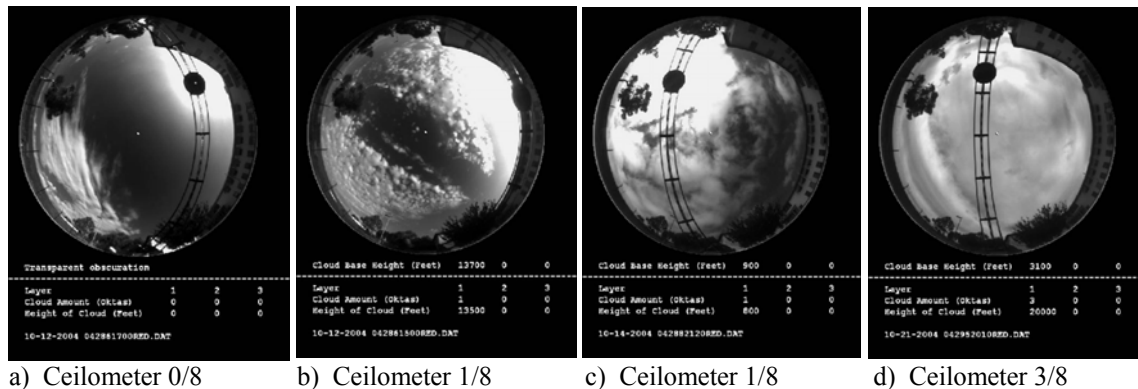 Transparent obscuration
Layer 1 2 3
Cloud Amount (Oktas) 0 0 0
Height of Cloud (Feet) 0 0 0
10-12-2004 042861700RED.DAT
a) Ceilometer 0/8
Cloud Base Height (Feet) 13700 0 0
Layer 1 2 3
Cloud Amount (Oktas) 1 0 0
Height of Cloud (Feet) 13500 0 0
10-12-2004 042861500RED.DAT
b) Ceilometer 1/8
Cloud Base Height (Feet) 900 0 0
Layer 1 2 3
Cloud Amount (Oktas) 1 0 0
Height of Cloud (Feet) 800 0 0
10-14-2004 042882120RED.DAT
c) Ceilometer 1/8
Cloud Base Height (Feet) 3100 0 0
Layer 1 2 3
Cloud Amount (Oktas) 3 0 0
Height of Cloud (Feet) 20000 0 0
10-21-2004 042952010RED.DAT
d) Ceilometer 3/8